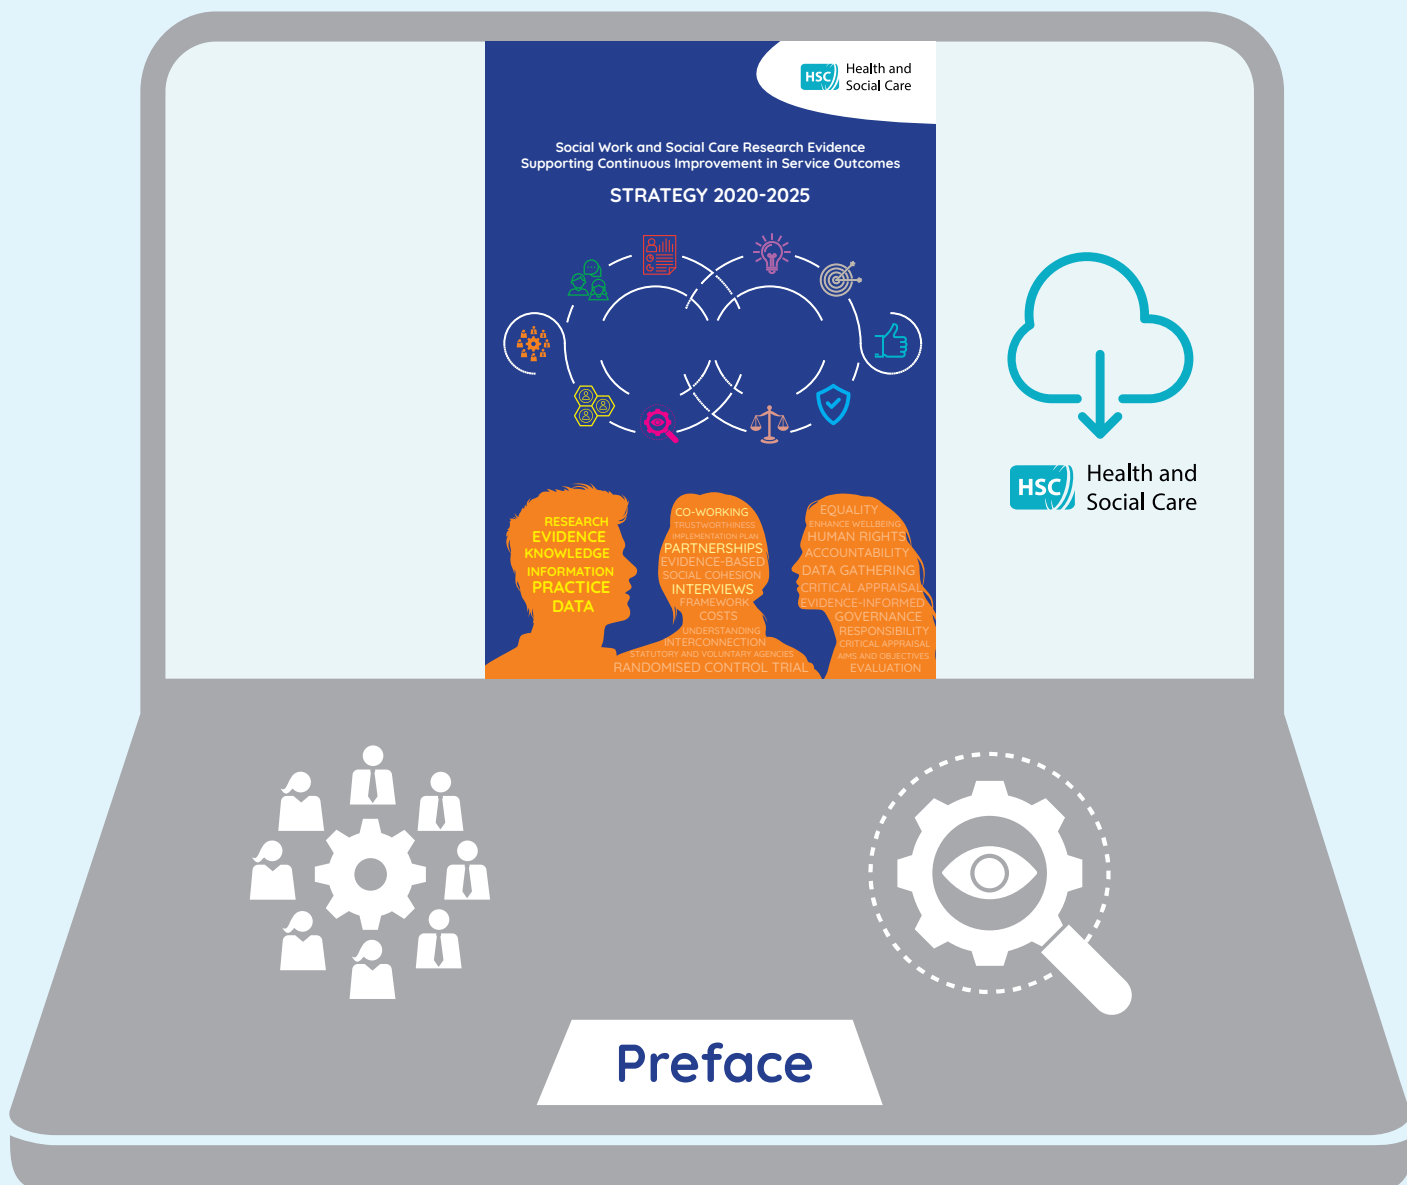 HSC Health and
Social Care
Social Work and Social Care Research Evidence
Supporting Continuous Improvement in Service Outcomes
STRATEGY 2020-2025
HSC Health and
Social Care
RESEARCH
EVIDENCE
KNOWLEDGE
INFORMATION
PRACTICE
DATA
CO-WORKING
TRUSTWORTHINESS
IMPLEMENTATION PLAN
PARTNERSHIPS
EVIDENCE-BASED
SOCIAL COHESION
INTERVIEWS
FRAMEWORK
COSTS
UNDERSTANDING
INTERCONNECTION
STATUTORY AND VOLUNTARY AGENCIES
RANDOMISED CONTROL TRIAL
EQUALITY
ENHANCE WELLBEING
HUMAN RIGHTS
ACCOUNTABILITY
DATA GATHERING
CRITICAL APPRAISAL
EVIDENCE-INFORMED
GOVERNANCE
RESPONSIBILITY
CRITICAL APPRAISAL
AIMS AND OBJECTIVES
EVALUATION
Preface